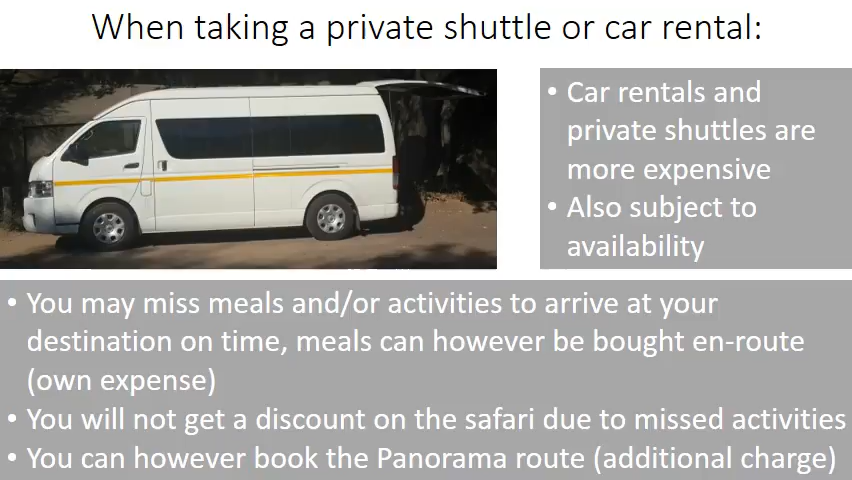 When taking a private shuttle or car rental:
• Car rentals and
private shuttles are
more expensive
• Also subject to
availability
• You may miss meals and/or activities to arrive at your
destination on time, meals can however be bought en-route
(own expense)
• You will not get a discount on the safari due to missed activities
• You can however book the Panorama route (additional charge)